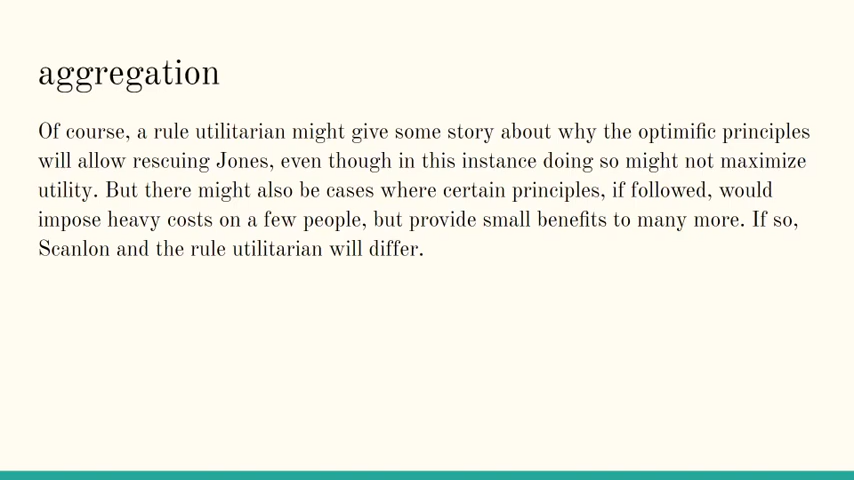 aggregation
Of course, a rule utilitarian might give some story about why the optimific principles
will allow rescuing Jones, even though in this instance doing so might not maximize
utility. But there might also be cases where certain principles, if followed, would
impose heavy costs on a few people, but provide small benefits to many more. If so,
Scanlon and the rule utilitarian will differ.